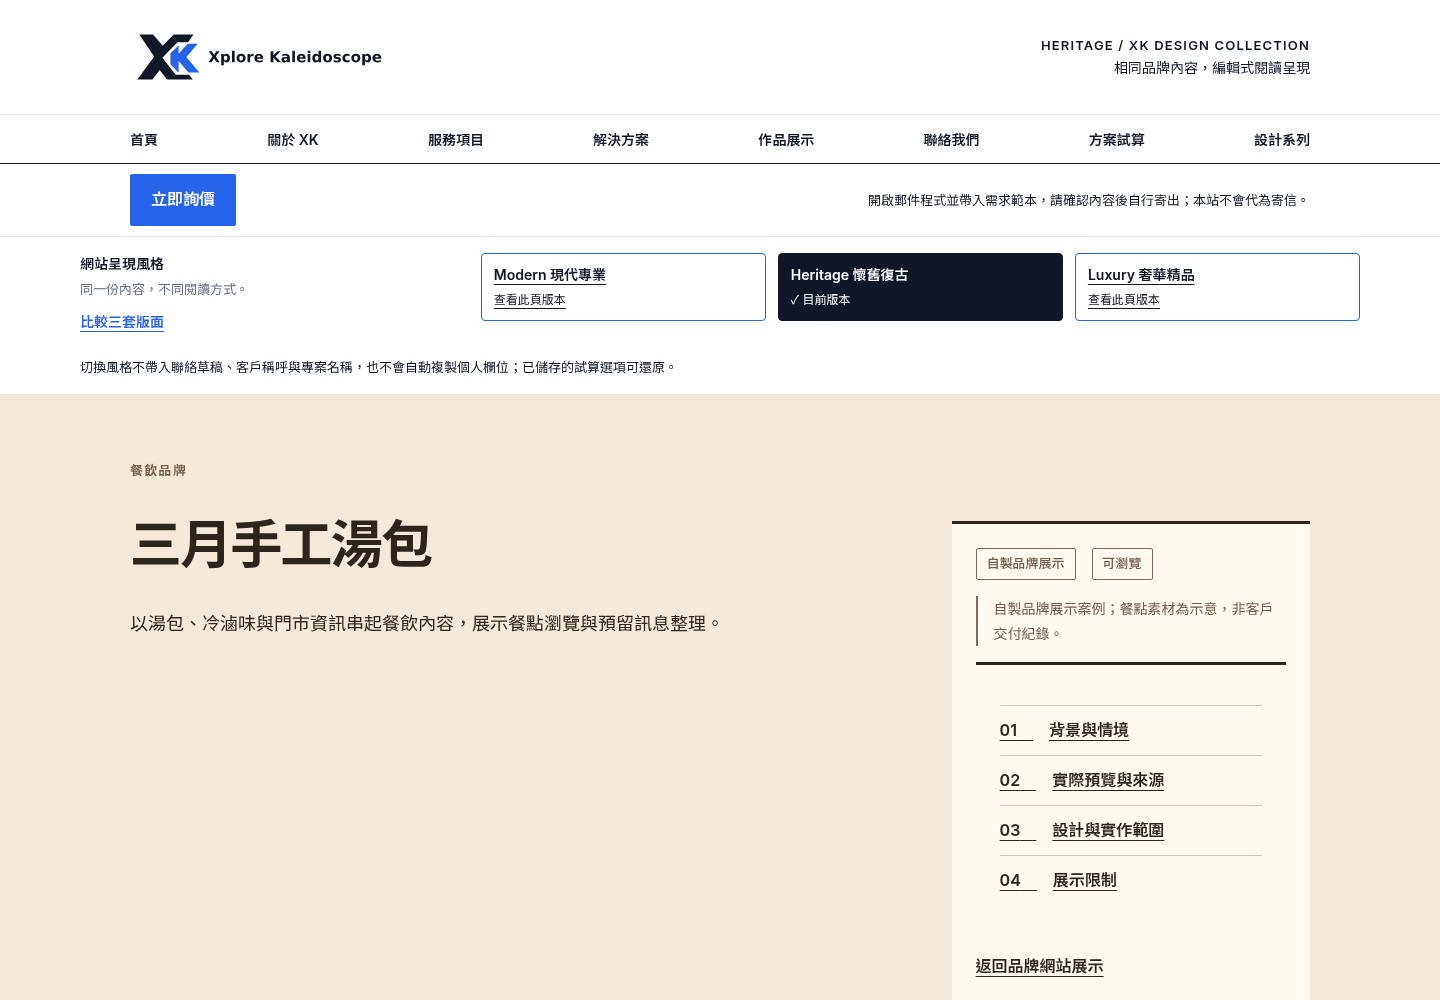 XK Xplore Kaleidoscope
HERITAGE / XK DESIGN COLLECTION
相同品牌內容，編輯式閱讀呈現
首頁 關於 XK 服務項目 解決方案 作品展示 聯絡我們 方案試算 設計系列
立即詢價
開啟郵件程式並帶入需求範本，請確認內容後自行寄出；本站不會代為寄信。
網站呈現風格
同一份內容，不同閱讀方式。
比較三套版面
Modern 現代專業
查看此頁版本
Heritage 懷舊復古
✓ 目前版本
Luxury 奢華精品
查看此頁版本
切換風格不帶入聯絡草稿、客戶稱呼與專案名稱，也不會自動複製個人欄位；已儲存的試算選項可還原。
餐飲品牌
三月手工湯包
以湯包、冷滷味與門市資訊串起餐飲內容，展示餐點瀏覽與預留訊息整理。
自製品牌展示 可瀏覽
自製品牌展示案例；餐點素材為示意，非客戶
交付紀錄。
01 背景與情境
02 實際預覽與來源
03 設計與實作範圍
04 展示限制
返回品牌網站展示